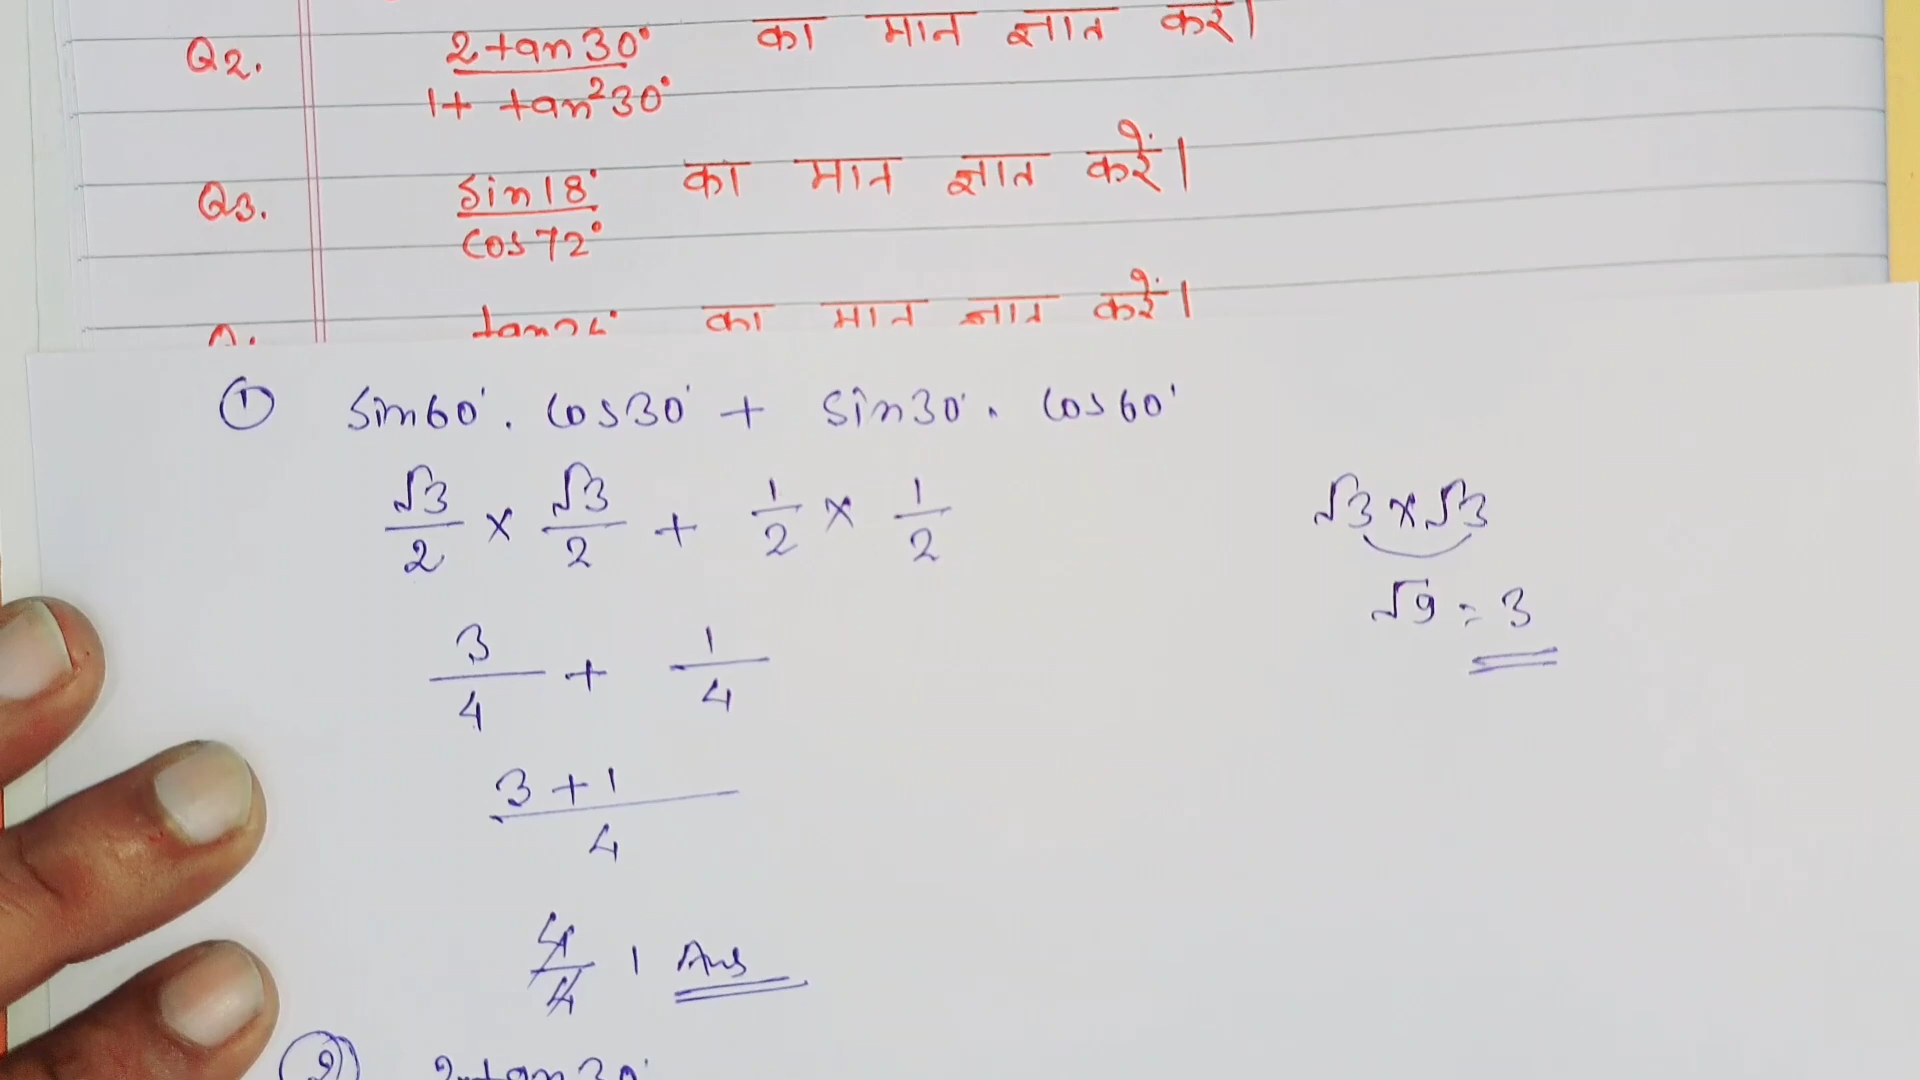 Q2. 2tan30° का मान ज्ञात करें।
1+ tan²30°
Q3. sin18° का मान ज्ञात करें।
cos72°
का मान ज्ञात करें।
① sin60°. cos30° + sin30°. cos60°
√3/2 × √3/2 + 1/2 × 1/2
√3×√3
√9 = 3
3/4 + 1/4
3+1
4
4/4 1 Ans
② 2tan30°